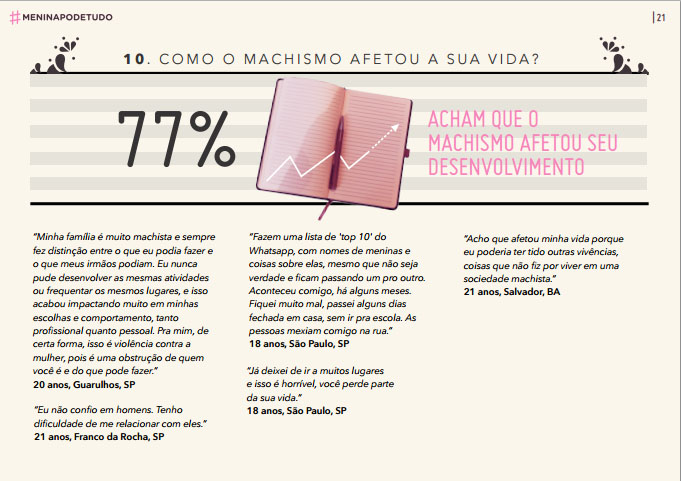 #MENINAPODETUDO
|21
10. COMO O MACHISMO AFETOU A SUA VIDA?
77%
ACHAM QUE O
MACHISMO AFETOU SEU
DESENVOLVIMENTO
“Minha família é muito machista e sempre
fez distinção entre o que eu podia fazer e
o que meus irmãos podiam. Eu nunca
pude desenvolver as mesmas atividades
ou frequentar os mesmos lugares, e isso
acabou impactando muito em minhas
escolhas e comportamento, tanto
profissional quanto pessoal. Pra mim, de
certa forma, isso é violência contra a
mulher, pois é uma obstrução de quem
você é e do que pode fazer.”
20 anos, Guarulhos, SP
“Eu não confio em homens. Tenho
dificuldade de me relacionar com eles.”
21 anos, Franco da Rocha, SP
“Fazem uma lista de 'top 10' do
Whatsapp, com nomes de meninas e
coisas sobre elas, mesmo que não seja
verdade e ficam passando um pro outro.
Aconteceu comigo, há alguns meses.
Fiquei muito mal, passei alguns dias
fechada em casa, sem ir pra escola. As
pessoas mexiam comigo na rua.”
18 anos, São Paulo, SP
“Já deixei de ir a muitos lugares
e isso é horrível, você perde parte
da sua vida.”
18 anos, São Paulo, SP
“Acho que afetou minha vida porque
eu poderia ter tido outras vivências,
coisas que não fiz por viver em uma
sociedade machista.”
21 anos, Salvador, BA